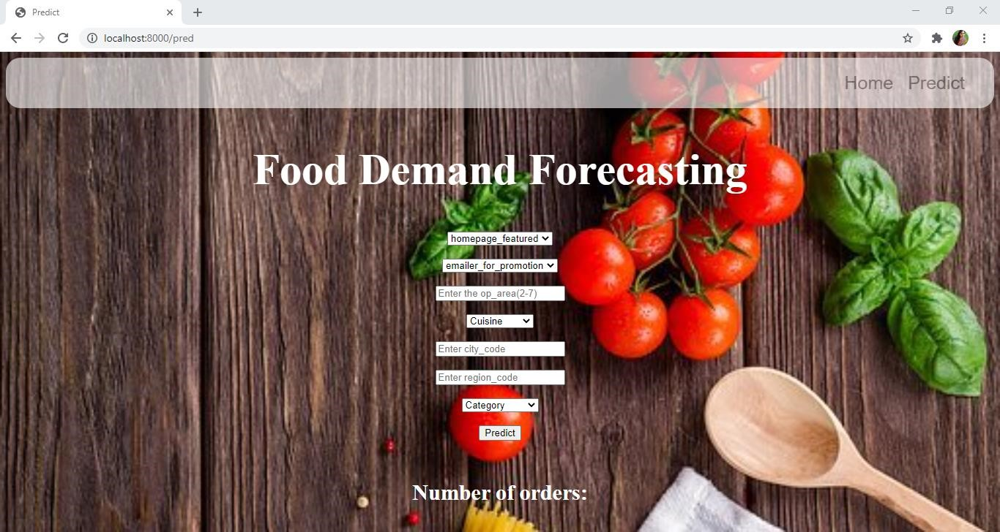 Predict
localhost:8000/pred
Home Predict
Food Demand Forecasting
homepage_featured
emailer_for_promotion
Enter the op_area(2-7)
Cuisine
Enter city_code
Enter region_code
Category
Predict
Number of orders: